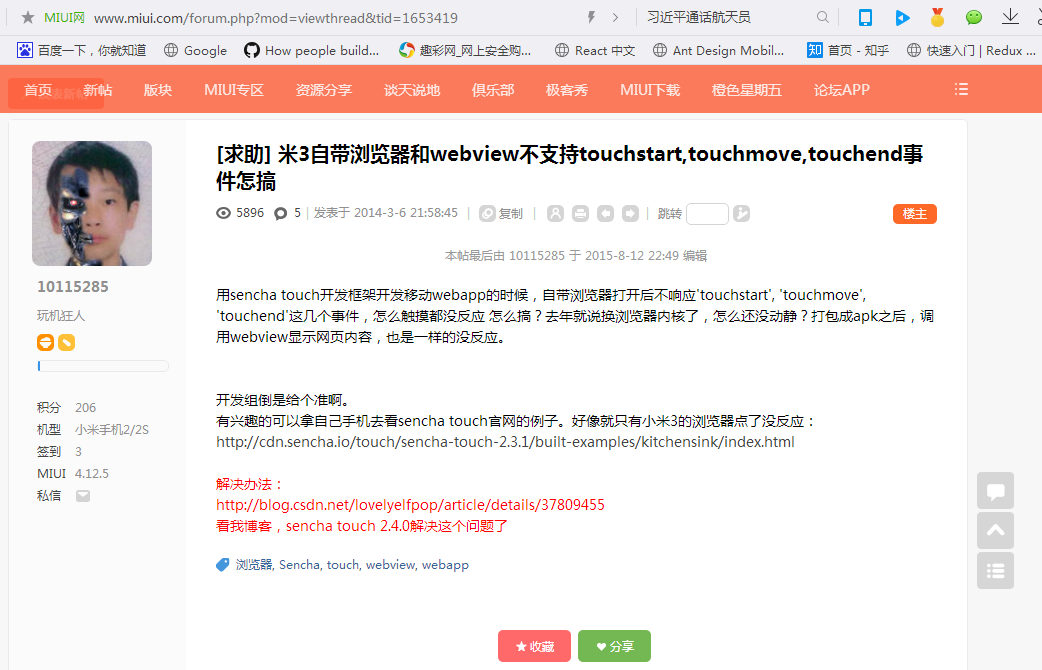 MIUI网 www.miui.com/forum.php?mod=viewthread&tid=1653419 习近平通话航天员
百度一下，你就知道 Google How people build... 趣彩网_网上安全购... React 中文 Ant Design Mobil... 知 首页 - 知乎 快速入门 | Redux ...
首页 新帖 版块 MIUI专区 资源分享 谈天说地 俱乐部 极客秀 MIUI下载 橙色星期五 论坛APP
[求助] 米3自带浏览器和webview不支持touchstart,touchmove,touchend事
件怎搞
5896 5 | 发表于 2014-3-6 21:58:45 | 复制 | | 跳转 楼主
本帖最后由 10115285 于 2015-8-12 22:49 编辑
10115285
玩机狂人
积分 206
机型 小米手机2/2S
签到 3
MIUI 4.12.5
私信
用sencha touch开发框架开发移动webapp的时候，自带浏览器打开后不响应'touchstart', 'touchmove',
'touchend'这几个事件，怎么触摸都没反应 怎么搞？去年就说换浏览器内核了，怎么还没动静？打包成apk之后，调
用webview显示网页内容，也是一样的没反应。
开发组倒是给个准啊。
有兴趣的可以拿自己手机去看sencha touch官网的例子。好像就只有小米3的浏览器点了没反应：
http://cdn.sencha.io/touch/sencha-touch-2.3.1/built-examples/kitchensink/index.html
解决办法：
http://blog.csdn.net/lovelyelfpop/article/details/37809455
看我博客，sencha touch 2.4.0解决这个问题了
浏览器, Sencha, touch, webview, webapp
收藏 分享